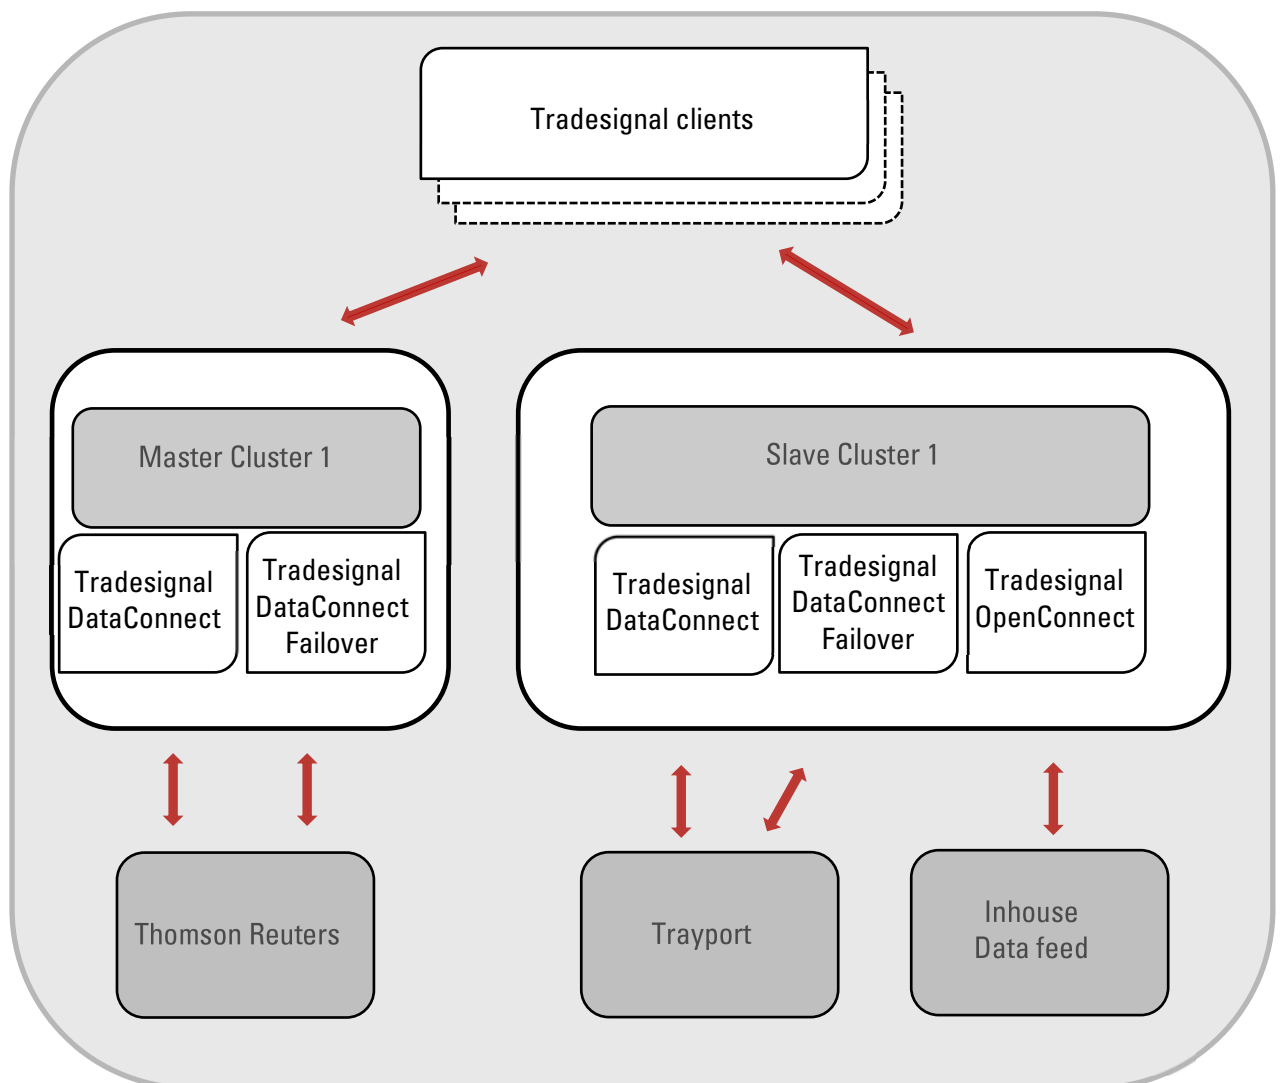 Tradesignal clients
Master Cluster 1
Slave Cluster 1
Tradesignal
DataConnect
Tradesignal
DataConnect
Failover
Tradesignal
DataConnect
Tradesignal
DataConnect
Failover
Tradesignal
OpenConnect
Thomson Reuters
Trayport
Inhouse
Data feed